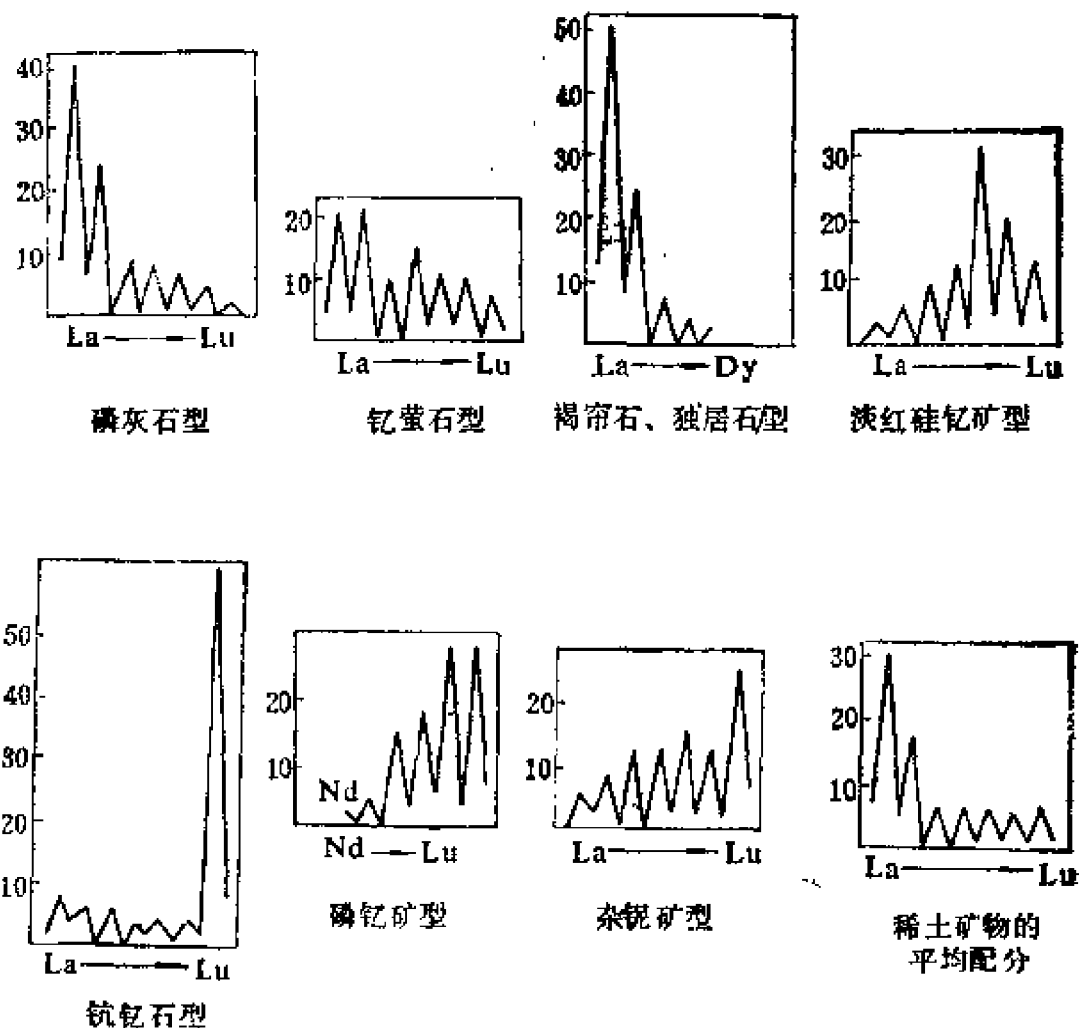 40
30
20
10
La → Lu
磷灰石型
20
10
La → Lu
钇萤石型
50
40
30
20
10
La → Dy
褐帘石、独居石型
30
20
10
La → Lu
淡红硅钇矿型
50
40
30
20
10
La → Lu
钪钇石型
20
10
Nd
Nd → Lu
磷钇矿型
20
10
La → Lu
杂铌矿型
30
20
10
La → Lu
稀土矿物的
平均配分